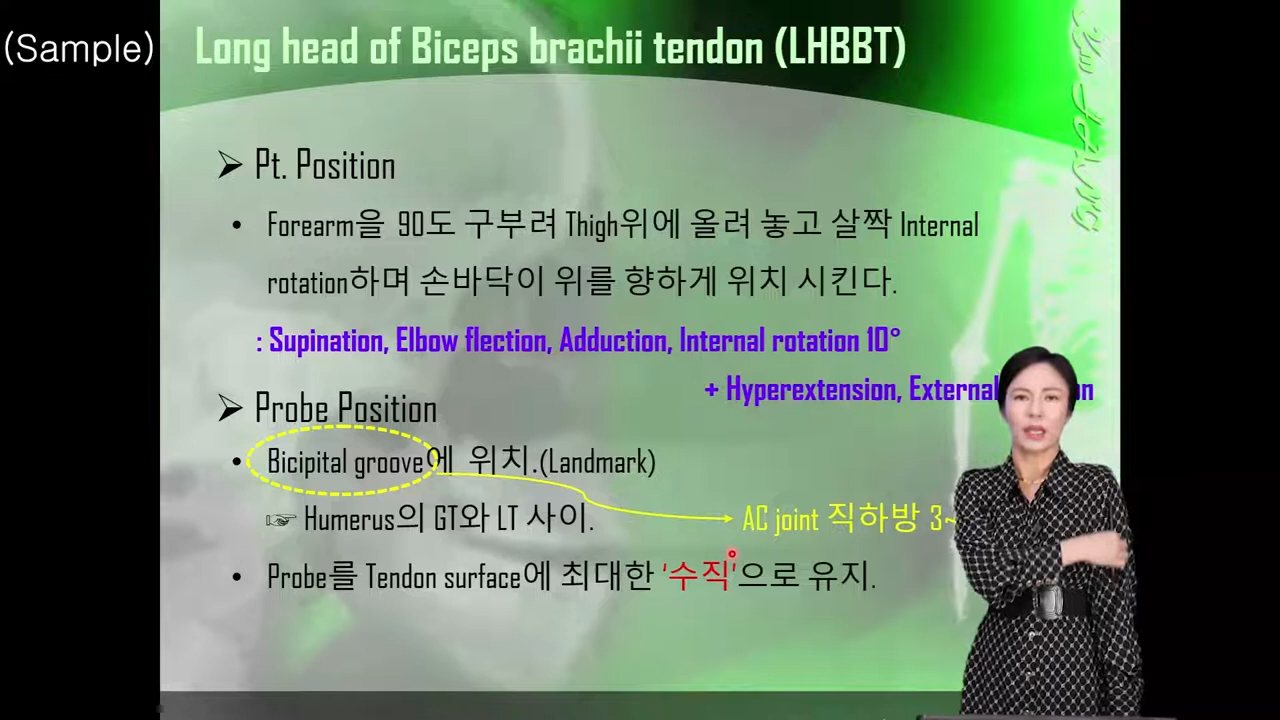 (Sample)
Long head of Biceps brachii tendon (LHBBT)
➢ Pt. Position
• Forearm을 90도 구부려 Thigh위에 올려 놓고 살짝 Internal
rotation하며 손바닥이 위를 향하게 위치 시킨다.
: Supination, Elbow flection, Adduction, Internal rotation 10°
+ Hyperextension, External
➢ Probe Position
• Bicipital groove에 위치.(Landmark)
☞ Humerus의 GT와 LT 사이.
AC joint 직하방 3~
• Probe를 Tendon surface에 최대한 ‘수직’으로 유지.